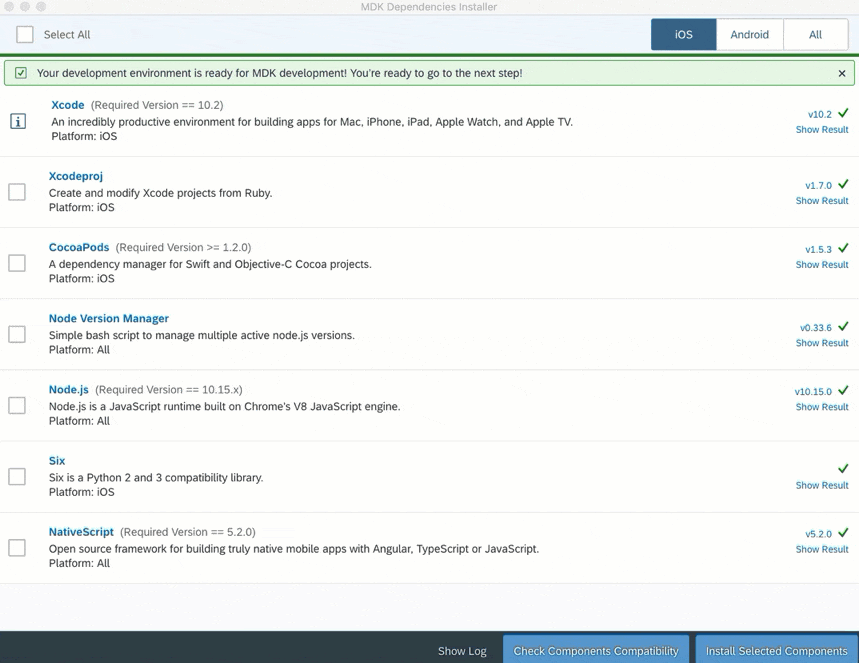 MDK Dependencies Installer
Select All
iOS
Android
All
Your development environment is ready for MDK development! You're ready to go to the next step!
Xcode (Required Version == 10.2)
An incredibly productive environment for building apps for Mac, iPhone, iPad, Apple Watch, and Apple TV.
Platform: iOS
v10.2
Show Result
Xcodeproj
Create and modify Xcode projects from Ruby.
Platform: iOS
v1.7.0
Show Result
CocoaPods (Required Version >= 1.2.0)
A dependency manager for Swift and Objective-C Cocoa projects.
Platform: iOS
v1.5.3
Show Result
Node Version Manager
Simple bash script to manage multiple active node.js versions.
Platform: All
v0.33.6
Show Result
Node.js (Required Version == 10.15.x)
Node.js is a JavaScript runtime built on Chrome's V8 JavaScript engine.
Platform: All
v10.15.0
Show Result
Six
Six is a Python 2 and 3 compatibility library.
Platform: iOS
Show Result
NativeScript (Required Version == 5.2.0)
Open source framework for building truly native mobile apps with Angular, TypeScript or JavaScript.
Platform: All
v5.2.0
Show Result
Show Log
Check Components Compatibility
Install Selected Components